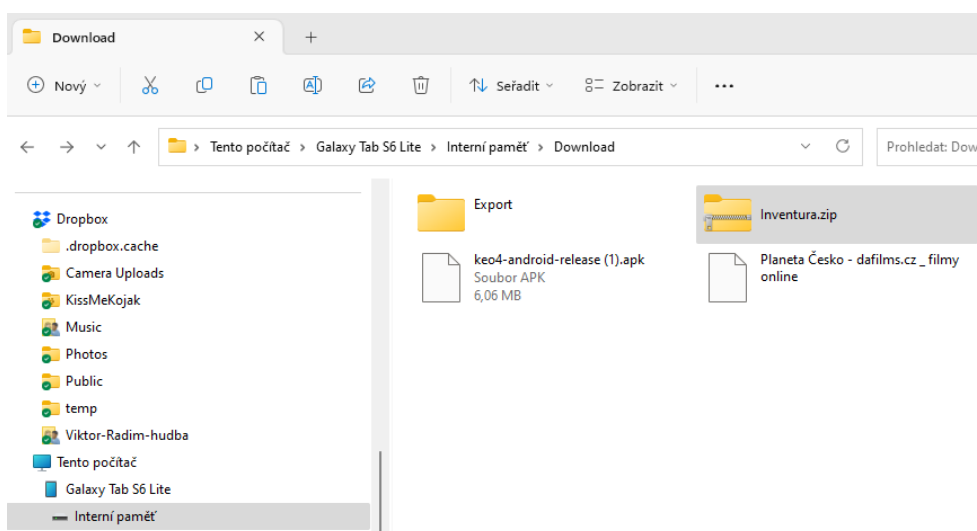 Download
Nový
Seřadit
Zobrazit
Tento počítač > Galaxy Tab S6 Lite > Interní paměť > Download
Prohledat: Dow
Dropbox
.dropbox.cache
Camera Uploads
KissMeKojak
Music
Photos
Public
temp
Viktor-Radim-hudba
Tento počítač
Galaxy Tab S6 Lite
Interní paměť
Export
Inventura.zip
keo4-android-release (1).apk
Soubor APK
6,06 MB
Planeta Česko - dafilms.cz _ filmy
online